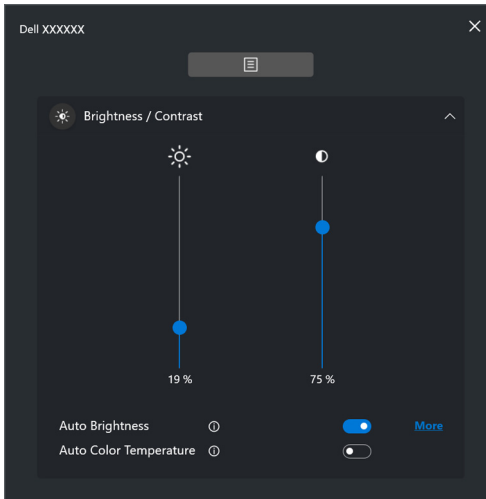 Dell XXXXXX
Brightness / Contrast
19 %
75 %
Auto Brightness
More
Auto Color Temperature